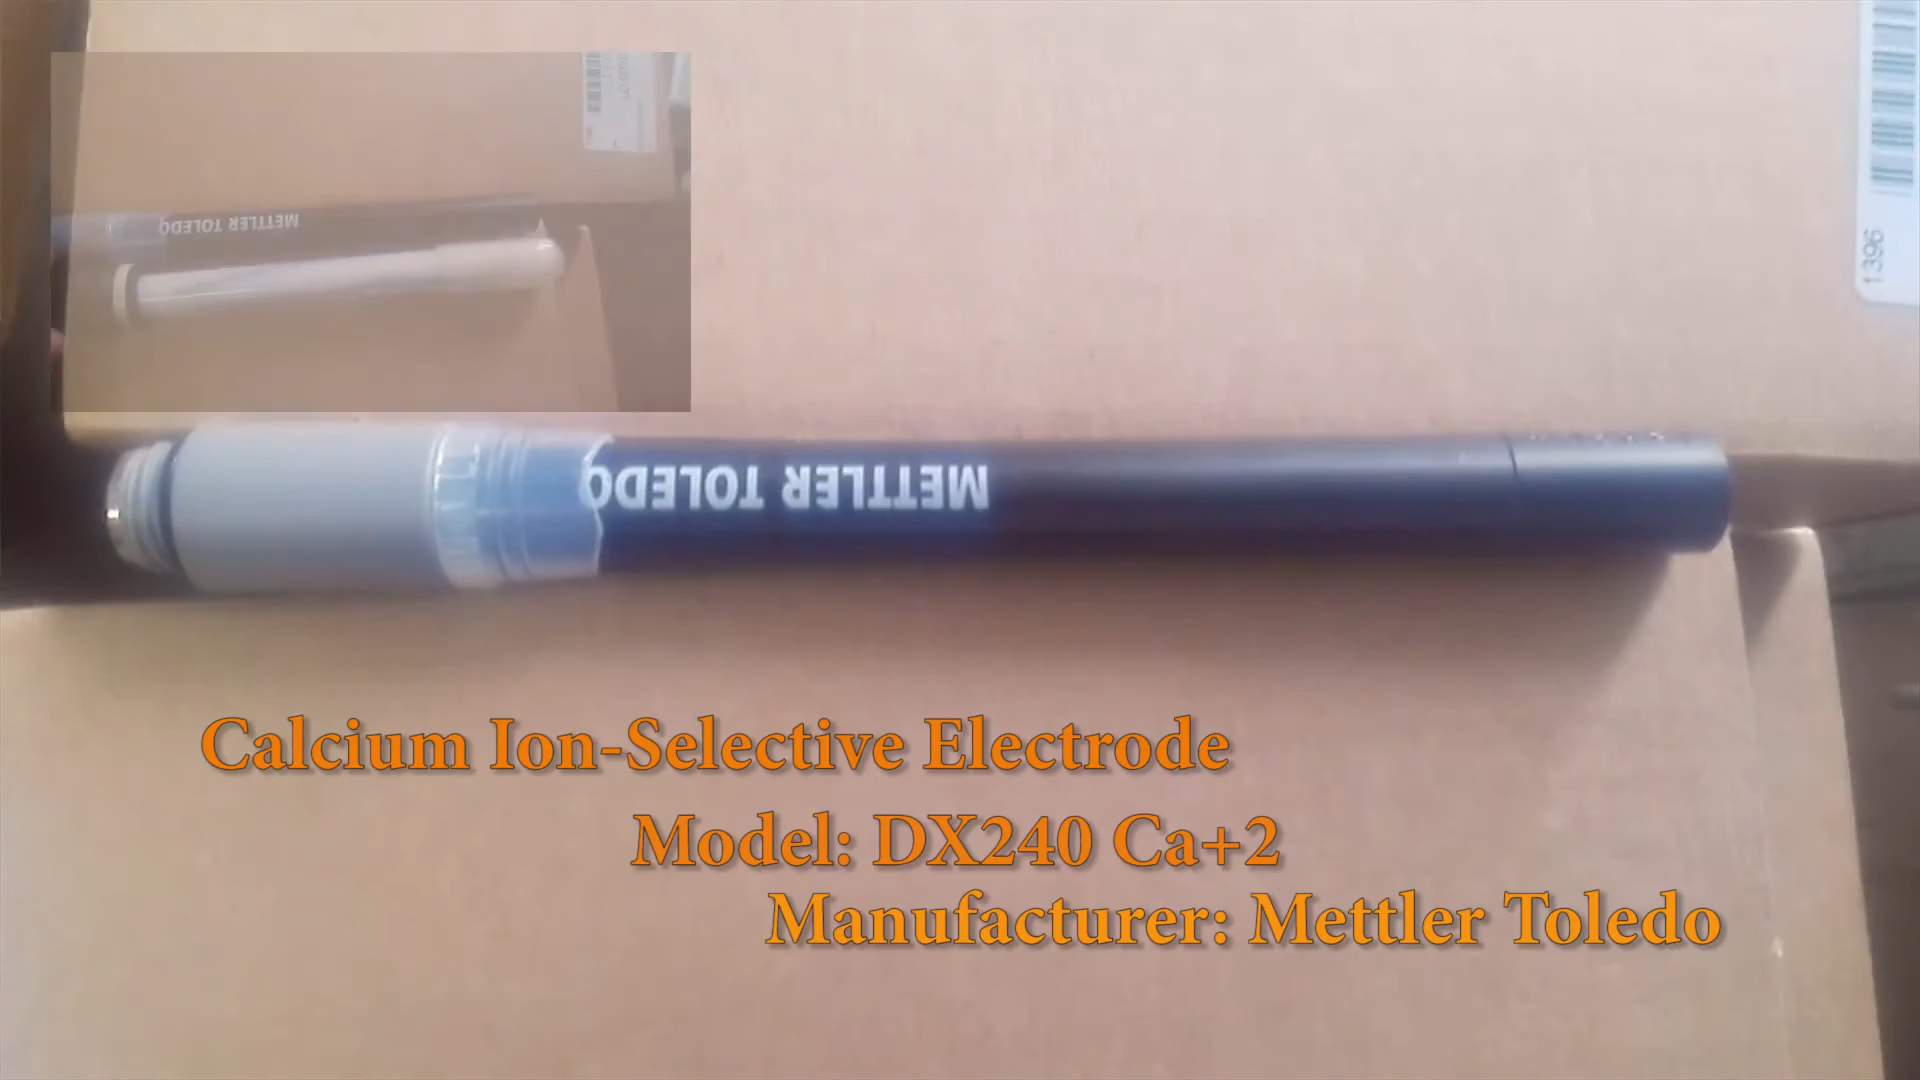 METTLER TOLEDO
METTLER TOLEDO
1396
Calcium Ion-Selective Electrode
Model: DX240 Ca+2
Manufacturer: Mettler Toledo